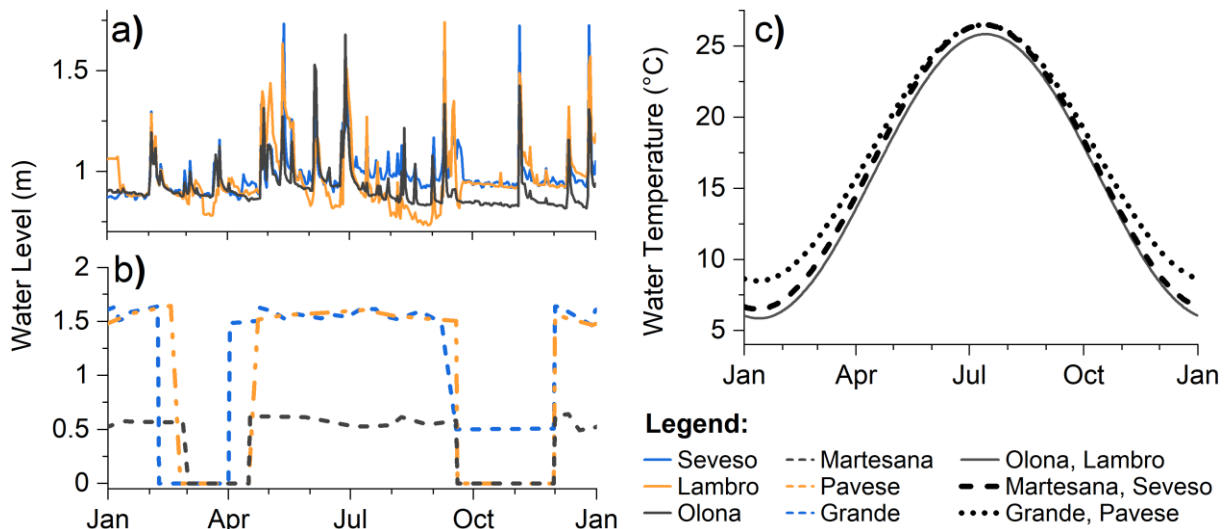 a)
Water Level (m)
1.5
1
b)
2
1.5
1
0.5
0
Jan Apr Jul Oct Jan
c)
Water Temperature (°C)
25
20
15
10
5
Jan Apr Jul Oct Jan
Legend:
Seveso Martesana Olona, Lambro
Lambro Pavese Martesana, Seveso
Olona Grande Grande, Pavese